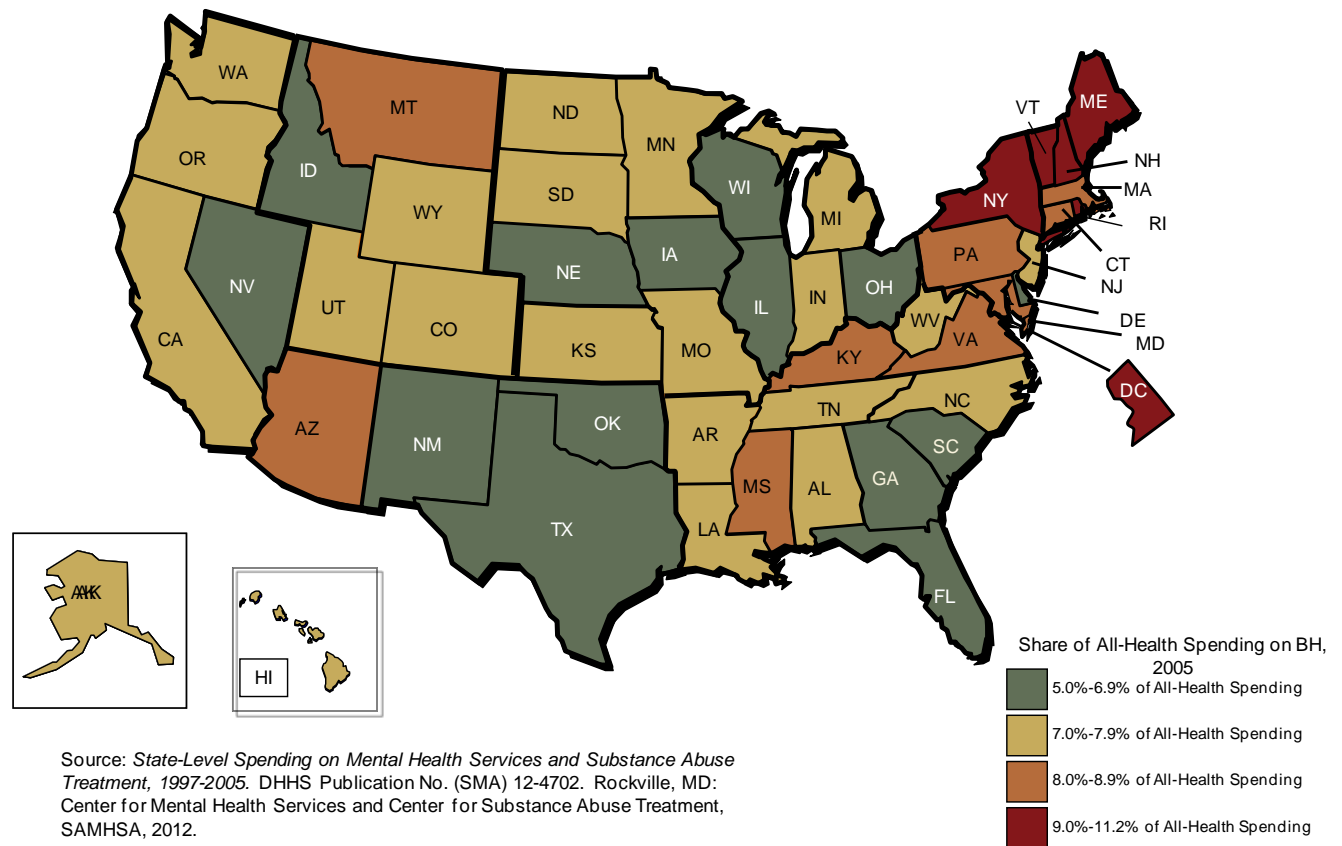 WA
MT
ND
MN
VT
ME
OR
ID
SD
WI
NH
MA
WY
MI
NY
RI
NV
NE
IA
PA
CT
NJ
UT
CO
IL
IN
OH
WV
DE
MD
CA
KS
MO
KY
VA
DC
AZ
NM
OK
AR
TN
NC
SC
MS
AL
GA
TX
LA
FL
HI
Share of All-Health Spending on BH,
2005
5.0%-6.9% of All-Health Spending
7.0%-7.9% of All-Health Spending
8.0%-8.9% of All-Health Spending
9.0%-11.2% of All-Health Spending
Source: State-Level Spending on Mental Health Services and Substance Abuse
Treatment, 1997-2005. DHHS Publication No. (SMA) 12-4702. Rockville, MD:
Center for Mental Health Services and Center for Substance Abuse Treatment,
SAMHSA, 2012.